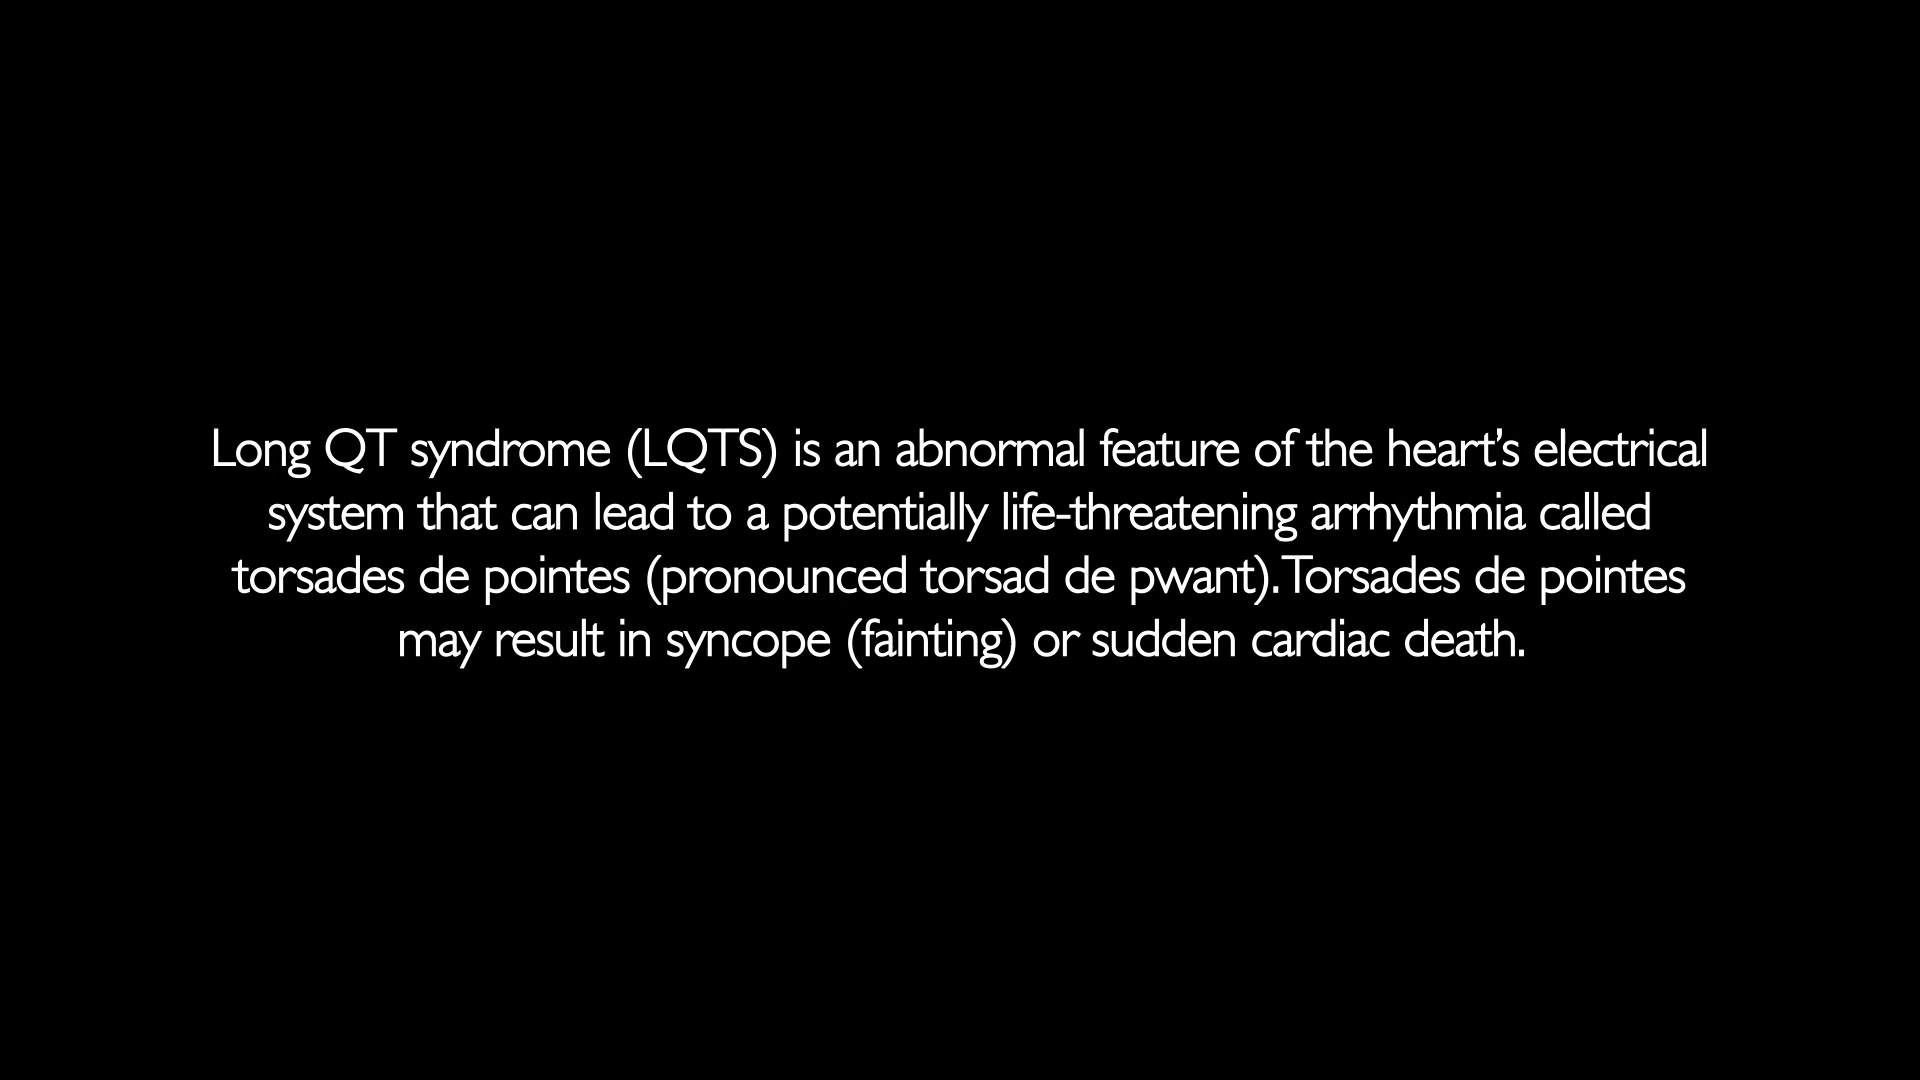 Long QT syndrome (LQTS) is an abnormal feature of the heart’s electrical
system that can lead to a potentially life-threatening arrhythmia called
torsades de pointes (pronounced torsad de pwant). Torsades de pointes
may result in syncope (fainting) or sudden cardiac death.